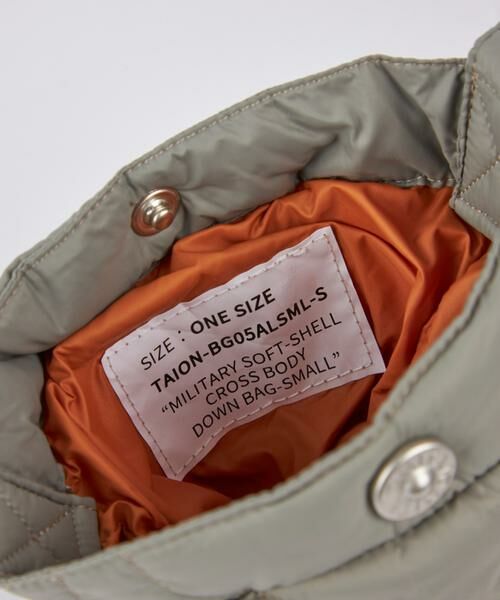 SIZE : ONE SIZE
TAION-BG05ALSML-S
“MILITARY SOFT-SHELL
CROSS BODY
DOWN BAG-SMALL”